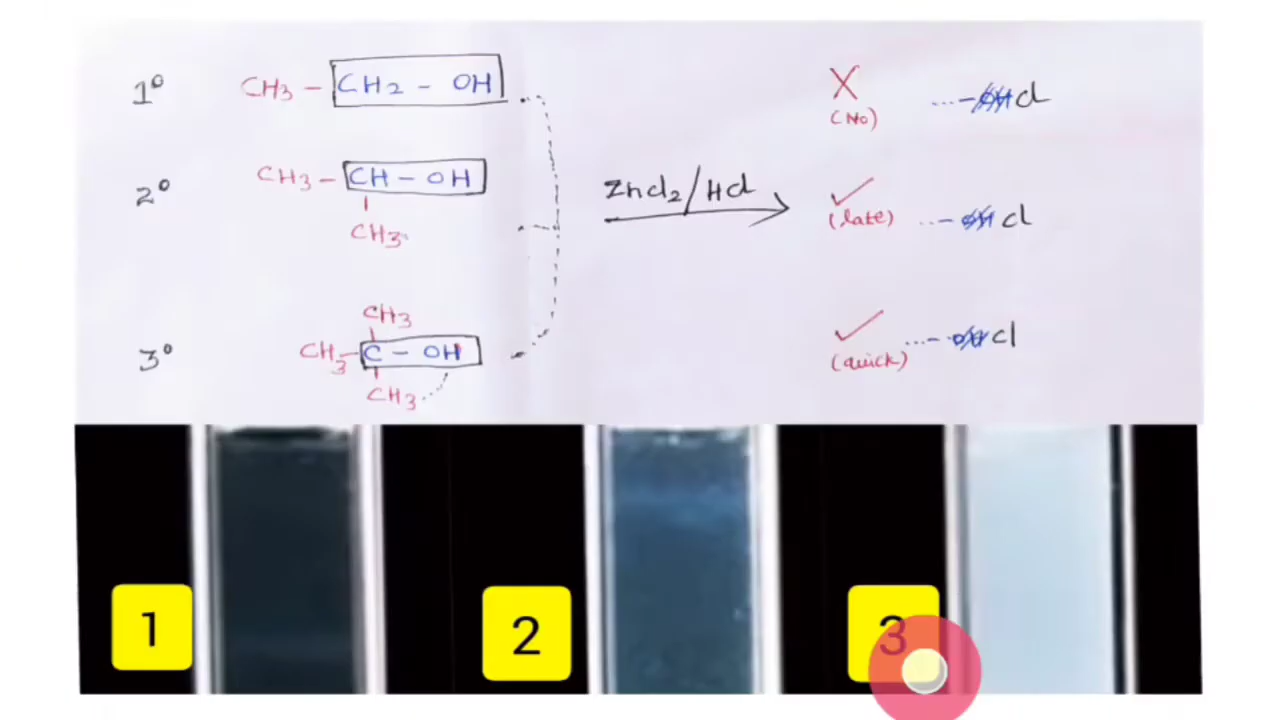 1° CH3 - CH2 - OH X ...-OH Cl
(No)
2° CH3 - CH - OH ZnCl2/HCl ✓ ...-OH Cl
(late)
CH3
CH3
3° CH3 - C - OH ✓ ...-OH Cl
(quick)
CH3
1 2 3